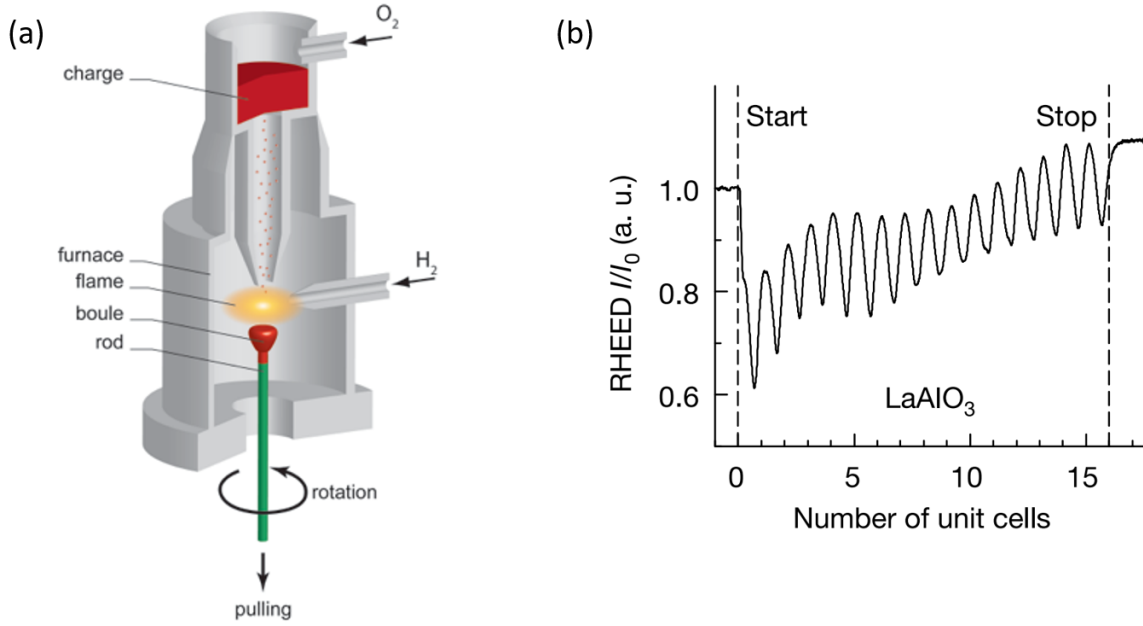 (a)
O2
charge
furnace
H2
flame
boule
rod
rotation
pulling
(b)
Start
Stop
1.0
0.8
0.6
RHEED I/I0 (a. u.)
LaAlO3
0
5
10
15
Number of unit cells